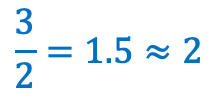 3/2 = 1.5 ≈ 2